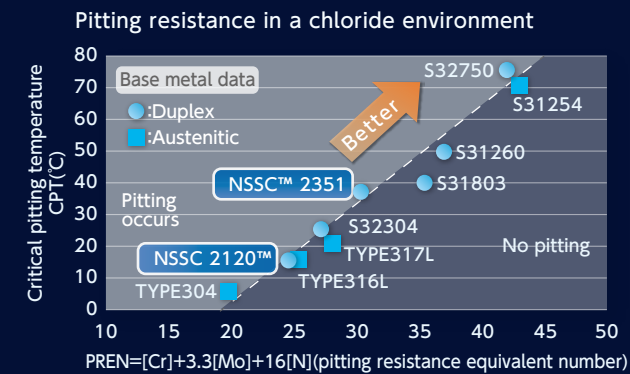 Pitting resistance in a chloride environment
Critical pitting temperature
CPT(℃)
80
70
60
50
40
30
20
10
0
Base metal data
:Duplex
:Austenitic
Better
S32750
S31254
S31260
S31803
NSSC™ 2351
Pitting
occurs
S32304
No pitting
NSSC 2120™
TYPE317L
TYPE316L
TYPE304
10 15 20 25 30 35 40 45 50
PREN=[Cr]+3.3[Mo]+16[N](pitting resistance equivalent number)